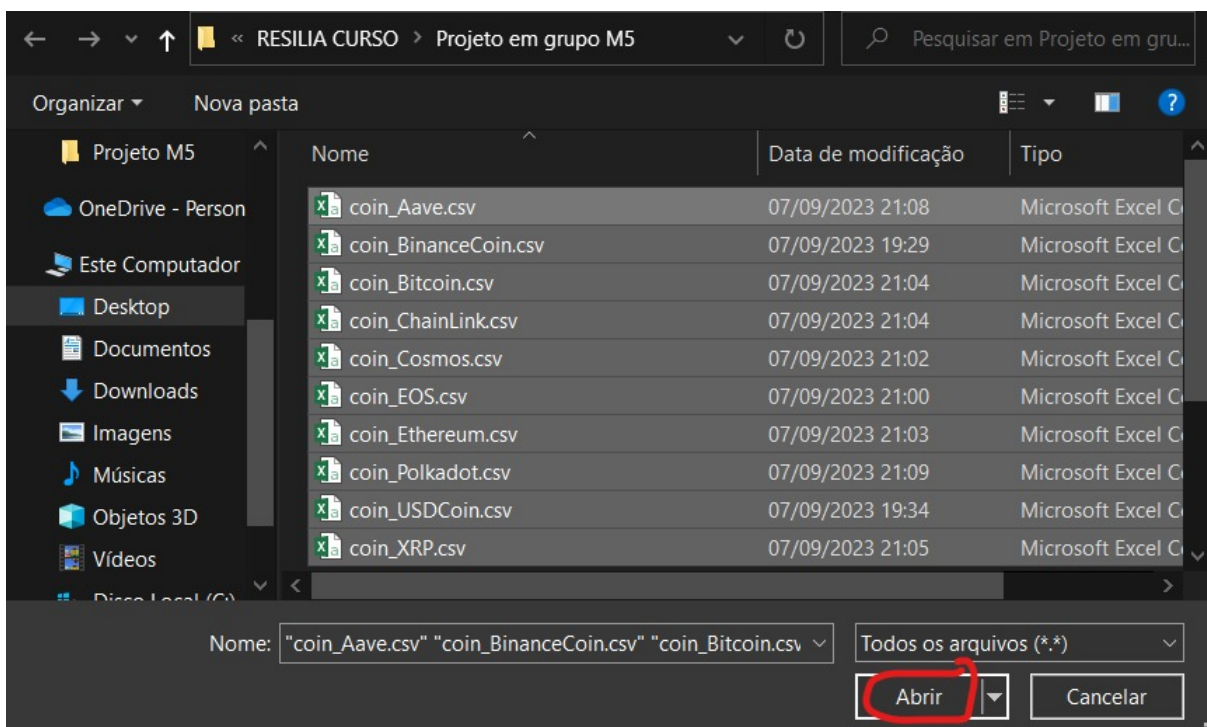 « RESILIA CURSO > Projeto em grupo M5
Pesquisar em Projeto em gru...
Organizar
Nova pasta
Projeto M5
OneDrive - Person
Este Computador
Desktop
Documentos
Downloads
Imagens
Músicas
Objetos 3D
Vídeos
Disco Local (C:)
Nome Data de modificação Tipo
coin_Aave.csv 07/09/2023 21:08 Microsoft Excel C
coin_BinanceCoin.csv 07/09/2023 19:29 Microsoft Excel C
coin_Bitcoin.csv 07/09/2023 21:04 Microsoft Excel C
coin_ChainLink.csv 07/09/2023 21:04 Microsoft Excel C
coin_Cosmos.csv 07/09/2023 21:02 Microsoft Excel C
coin_EOS.csv 07/09/2023 21:00 Microsoft Excel C
coin_Ethereum.csv 07/09/2023 21:03 Microsoft Excel C
coin_Polkadot.csv 07/09/2023 21:09 Microsoft Excel C
coin_USDCoin.csv 07/09/2023 19:34 Microsoft Excel C
coin_XRP.csv 07/09/2023 21:05 Microsoft Excel C
Nome: "coin_Aave.csv" "coin_BinanceCoin.csv" "coin_Bitcoin.csv
Todos os arquivos (*.*)
Abrir
Cancelar